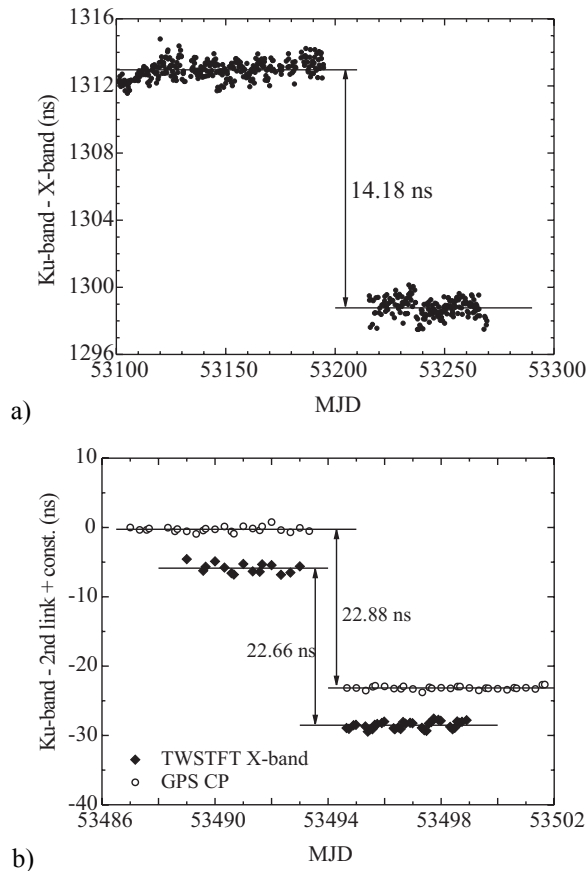 1316
1312
1308
1304
1300
1296
Ku-band - X-band (ns)
14.18 ns
53100 53150 53200 53250 53300
MJD
a)
10
0
-10
-20
-30
-40
Ku-band - 2nd link + const. (ns)
22.88 ns
22.66 ns
TWSTFT X-band
GPS CP
53486 53490 53494 53498 53502
MJD
b)